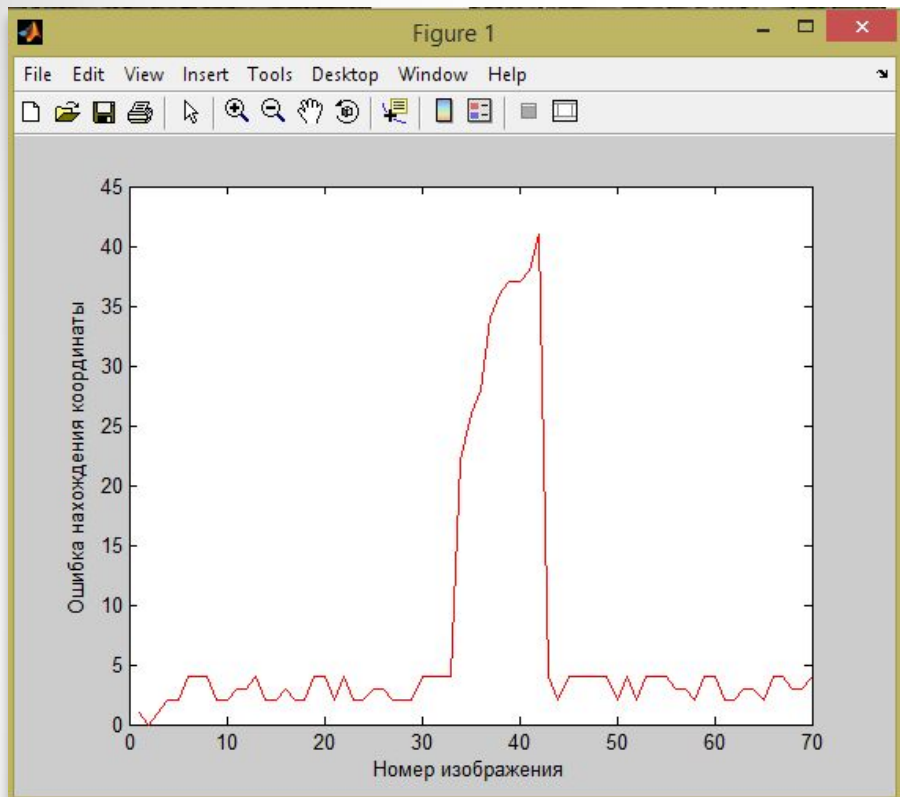 Figure 1
File Edit View Insert Tools Desktop Window Help
45
40
35
30
25
20
15
10
5
0
Ошибка нахождения координаты
0 10 20 30 40 50 60 70
Номер изображения